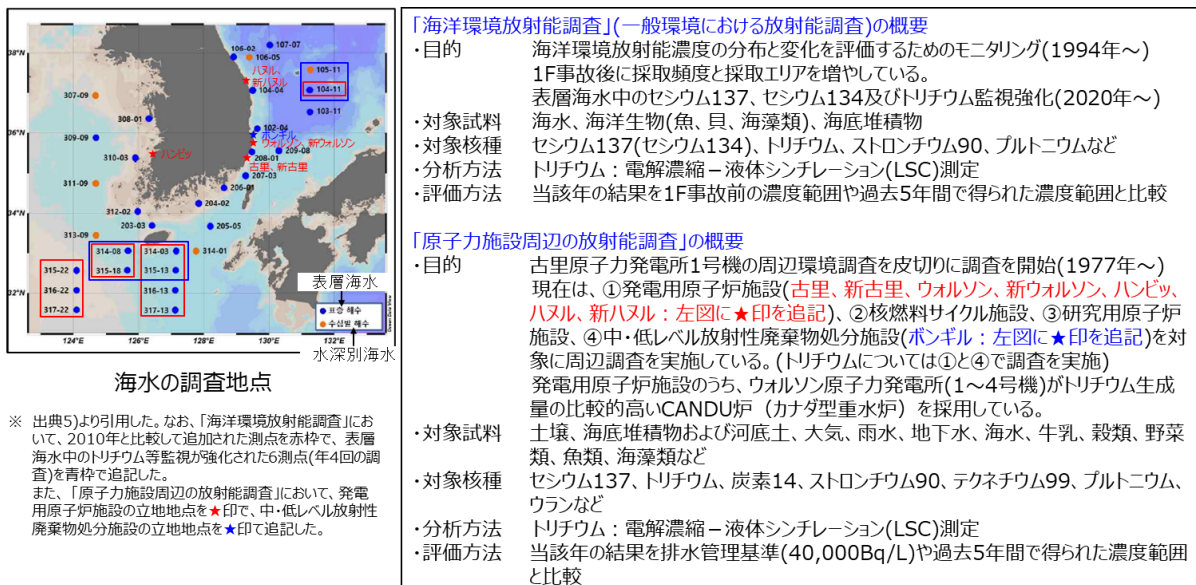 38°N
36°N
34°N
32°N
124°E
126°E
128°E
130°E
132°E
107-07
106-02
106-05
ハヌル、
新ハヌル
105-11
104-11
104-04
103-11
307-09
308-01
102-04
ボンギル
309-09
ウォルソン、新ウォルソン
ハンビッ
209-08
310-03
208-01
古里、新古里
207-03
311-09
206-01
204-02
312-02
203-03
205-05
313-09
314-08
314-03
314-01
315-22
315-18
315-13
316-22
316-13
317-22
317-13
表層海水
표층 해수
수심별 해수
水深別海水
Ocean Data View
海水の調査地点
※ 出典5)より引用した。なお、「海洋環境放射能調査」にお
いて、2010年と比較して追加された測点を赤枠で、表層
海水中のトリチウム等監視が強化された6測点(年4回の調
査)を青枠で追記した。
また、「原子力施設周辺の放射能調査」において、発電
用原子炉施設の立地地点を★印で、中・低レベル放射性
廃棄物処分施設の立地地点を★印て追記した。
「海洋環境放射能調査」(一般環境における放射能調査)の概要
・目的 海洋環境放射能濃度の分布と変化を評価するためのモニタリング(1994年～)
1F事故後に採取頻度と採取エリアを増やしている。
表層海水中のセシウム137、セシウム134及びトリチウム監視強化(2020年～)
・対象試料 海水、海洋生物(魚、貝、海藻類)、海底堆積物
・対象核種 セシウム137(セシウム134)、トリチウム、ストロンチウム90、プルトニウムなど
・分析方法 トリチウム：電解濃縮－液体シンチレーション(LSC)測定
・評価方法 当該年の結果を1F事故前の濃度範囲や過去5年間で得られた濃度範囲と比較
「原子力施設周辺の放射能調査」の概要
・目的 古里原子力発電所1号機の周辺環境調査を皮切りに調査を開始(1977年～)
現在は、①発電用原子炉施設(古里、新古里、ウォルソン、新ウォルソン、ハンビッ、
ハヌル、新ハヌル：左図に★印を追記)、②核燃料サイクル施設、③研究用原子炉
施設、④中・低レベル放射性廃棄物処分施設(ボンギル：左図に★印を追記)を対
象に周辺調査を実施している。(トリチウムについては①と④で調査を実施)
発電用原子炉施設のうち、ウォルソン原子力発電所(1～4号機)がトリチウム生成
量の比較的高いCANDU炉（カナダ型重水炉）を採用している。
・対象試料 土壌、海底堆積物および河底土、大気、雨水、地下水、海水、牛乳、穀類、野菜
類、魚類、海藻類など
・対象核種 セシウム137、トリチウム、炭素14、ストロンチウム90、テクネチウム99、プルトニウム、
ウランなど
・分析方法 トリチウム：電解濃縮－液体シンチレーション(LSC)測定
・評価方法 当該年の結果を排水管理基準(40,000Bq/L)や過去5年間で得られた濃度範囲
と比較